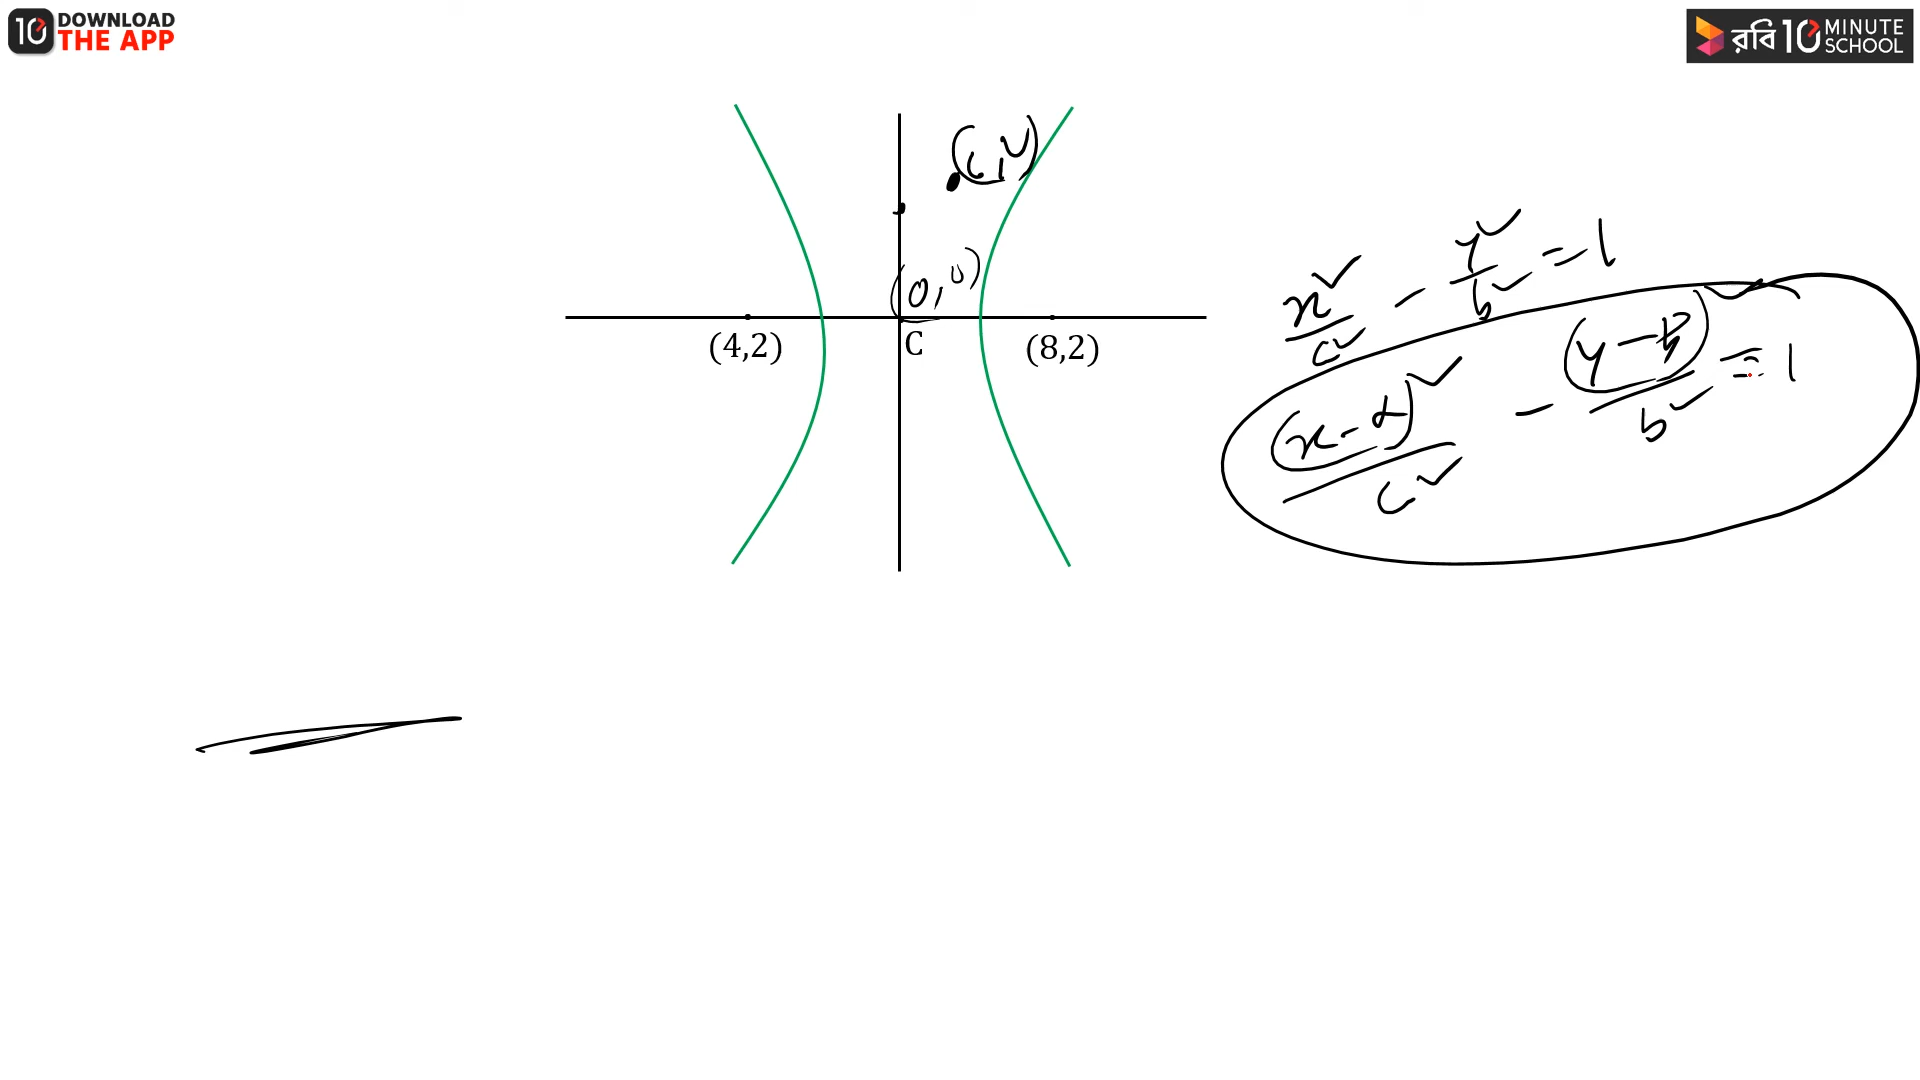 DOWNLOAD
THE APP
রবি 10 MINUTE
SCHOOL
(0,0)
(4,2)
C
(8,2)
x²/a² - y²/b² = 1
(x-α)²/a² - (y-β)²/b² = 1